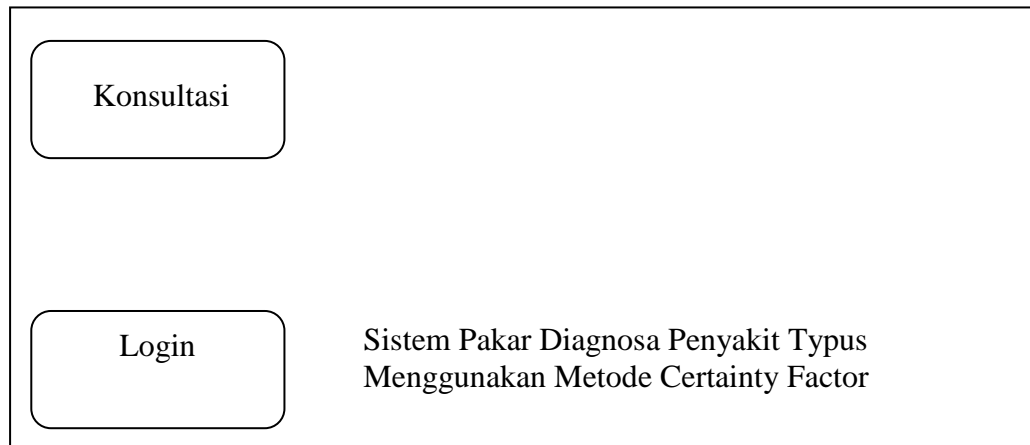 Konsultasi
Login
Sistem Pakar Diagnosa Penyakit Typus
Menggunakan Metode Certainty Factor